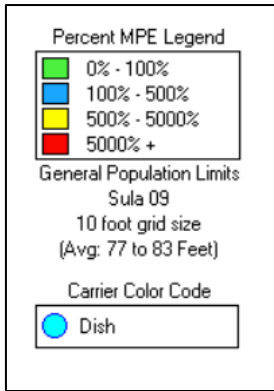 Percent MPE Legend
0% - 100%
100% - 500%
500% - 5000%
5000% +
General Population Limits
Sula 09
10 foot grid size
(Avg: 77 to 83 Feet)
Carrier Color Code
Dish